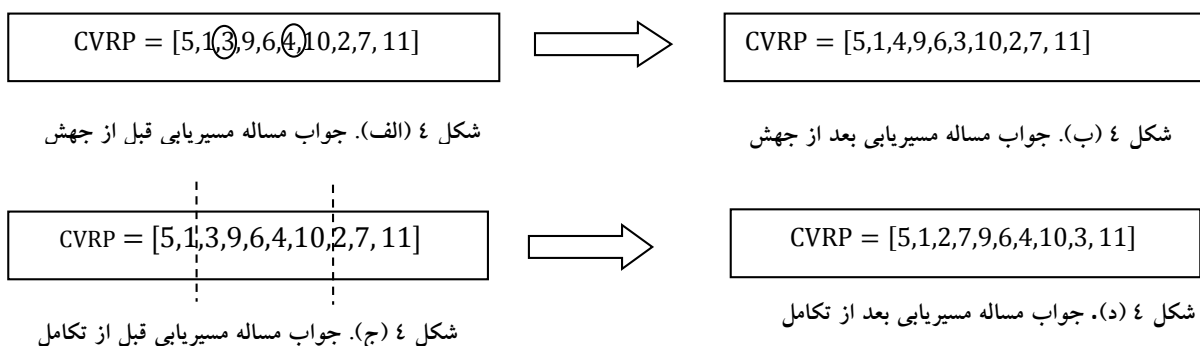 CVRP = [5,1,3,9,6,4,10,2,7, 11]
CVRP = [5,1,4,9,6,3,10,2,7, 11]
شکل ٤ (الف). جواب مساله مسیریابی قبل از جهش
شکل ٤ (ب). جواب مساله مسیریابی بعد از جهش
CVRP = [5,1,3,9,6,4,10,2,7, 11]
CVRP = [5,1,2,7,9,6,4,10,3, 11]
شکل ٤ (ج). جواب مساله مسیریابی قبل از تکامل
شکل ٤ (د). جواب مساله مسیریابی بعد از تکامل